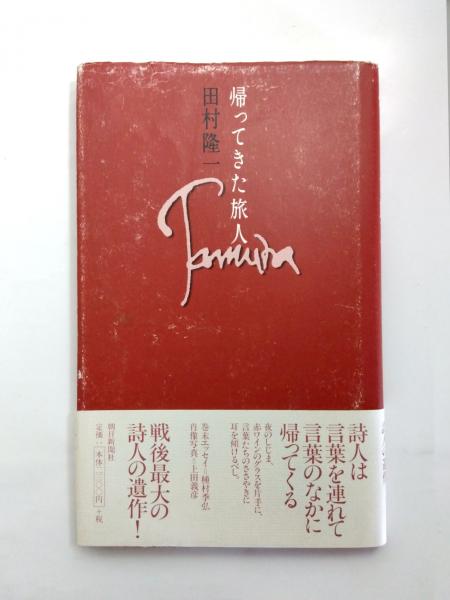 帰ってきた旅人
田村隆一
Tamura
詩人は
言葉を連れて
言葉のなかに
帰ってくる
夜のしじま、
赤ワインのグラスを片手に、
言葉たちのささやきに
耳を傾けるべし。
巻末エッセイ=種村季弘
肖像写真=上田義彦
戦後最大の
詩人の遺作!
朝日新聞社